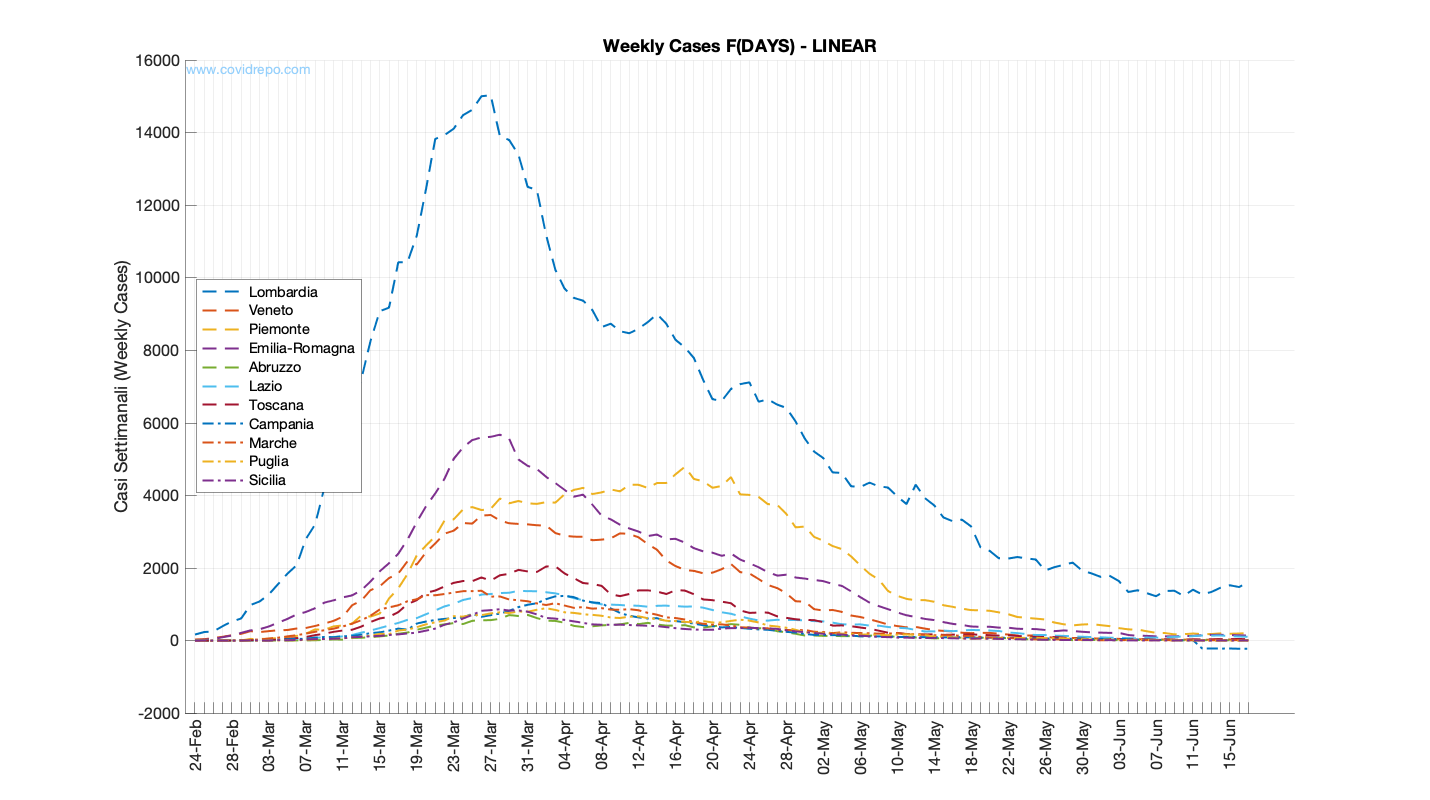 Weekly Cases F(DAYS) - LINEAR
www.covidrepo.com
Casi Settimanali (Weekly Cases)
16000
14000
12000
10000
8000
6000
4000
2000
0
-2000
Lombardia
Veneto
Piemonte
Emilia-Romagna
Abruzzo
Lazio
Toscana
Campania
Marche
Puglia
Sicilia
24-Feb
28-Feb
03-Mar
07-Mar
11-Mar
15-Mar
19-Mar
23-Mar
27-Mar
31-Mar
04-Apr
08-Apr
12-Apr
16-Apr
20-Apr
24-Apr
28-Apr
02-May
06-May
10-May
14-May
18-May
22-May
26-May
30-May
03-Jun
07-Jun
11-Jun
15-Jun